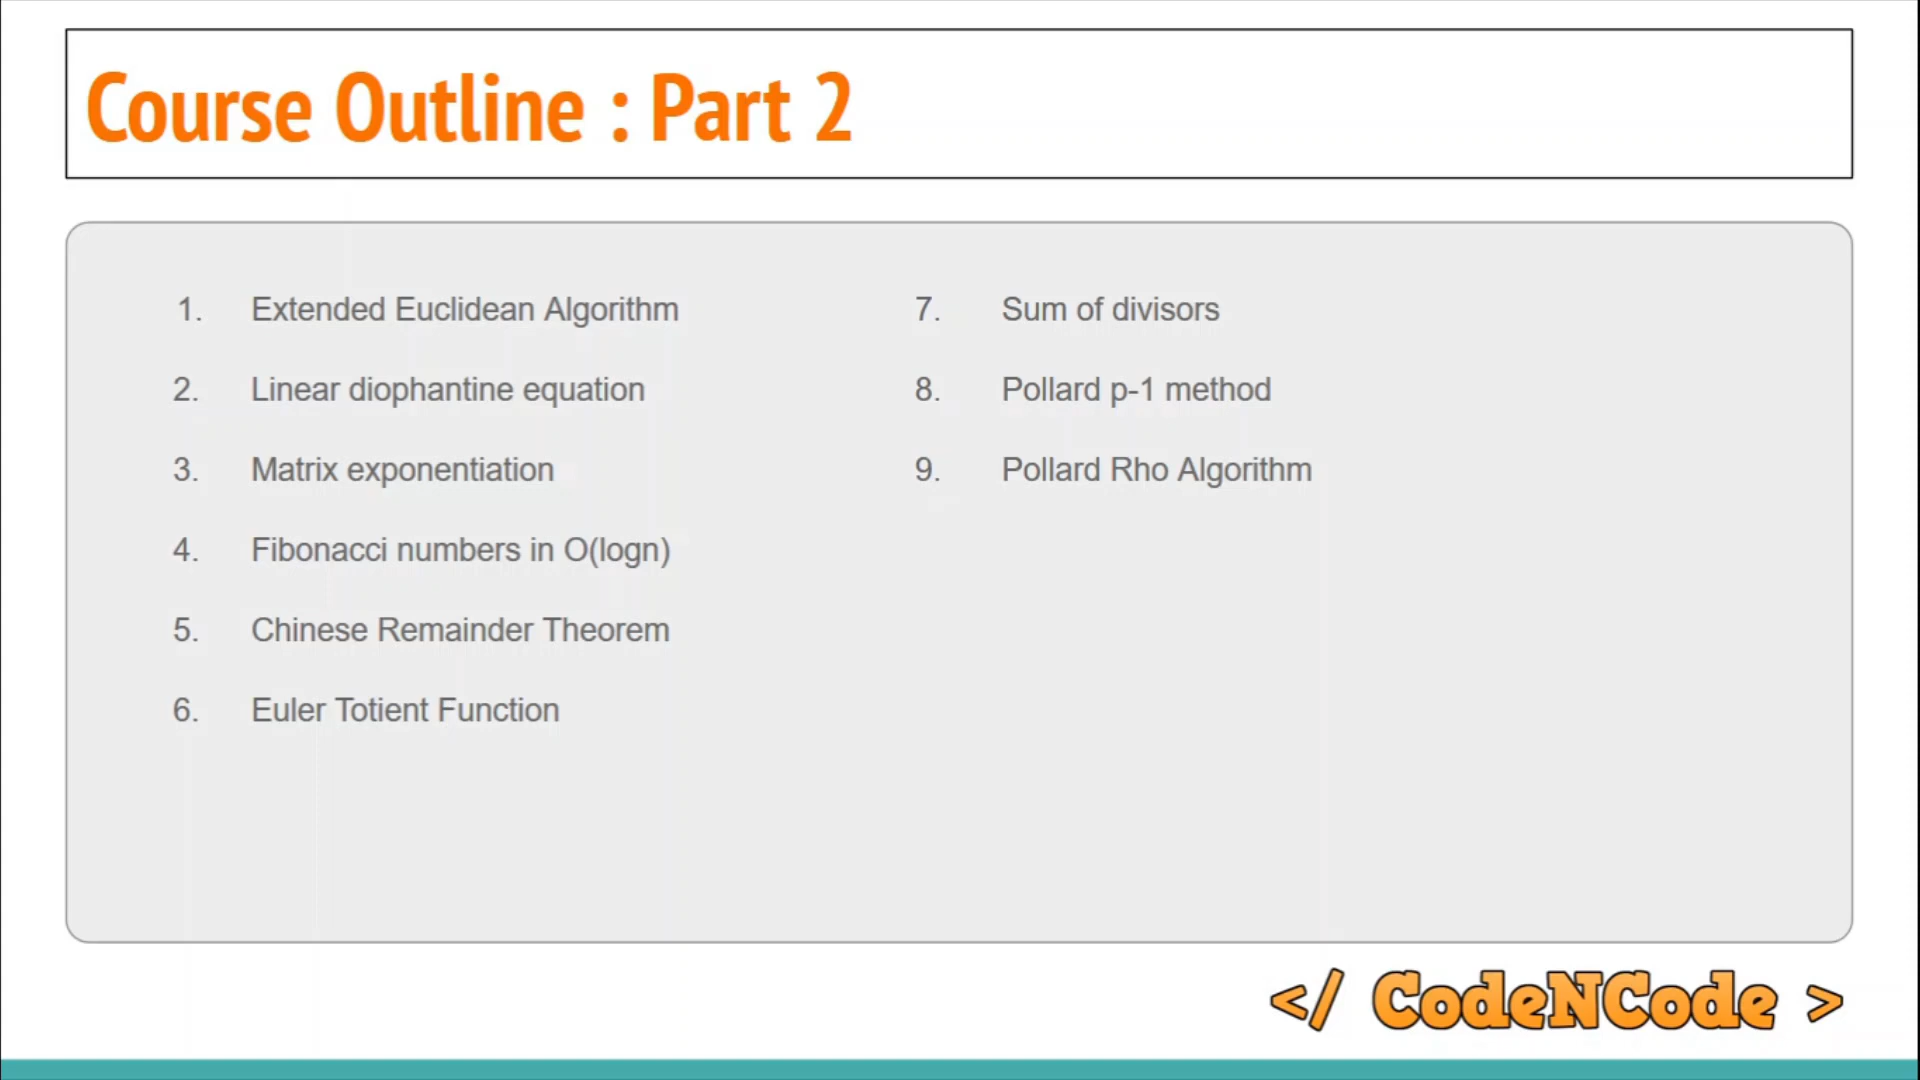 Course Outline : Part 2
1. Extended Euclidean Algorithm
2. Linear diophantine equation
3. Matrix exponentiation
4. Fibonacci numbers in O(logn)
5. Chinese Remainder Theorem
6. Euler Totient Function
7. Sum of divisors
8. Pollard p-1 method
9. Pollard Rho Algorithm
</ CodeNCode >